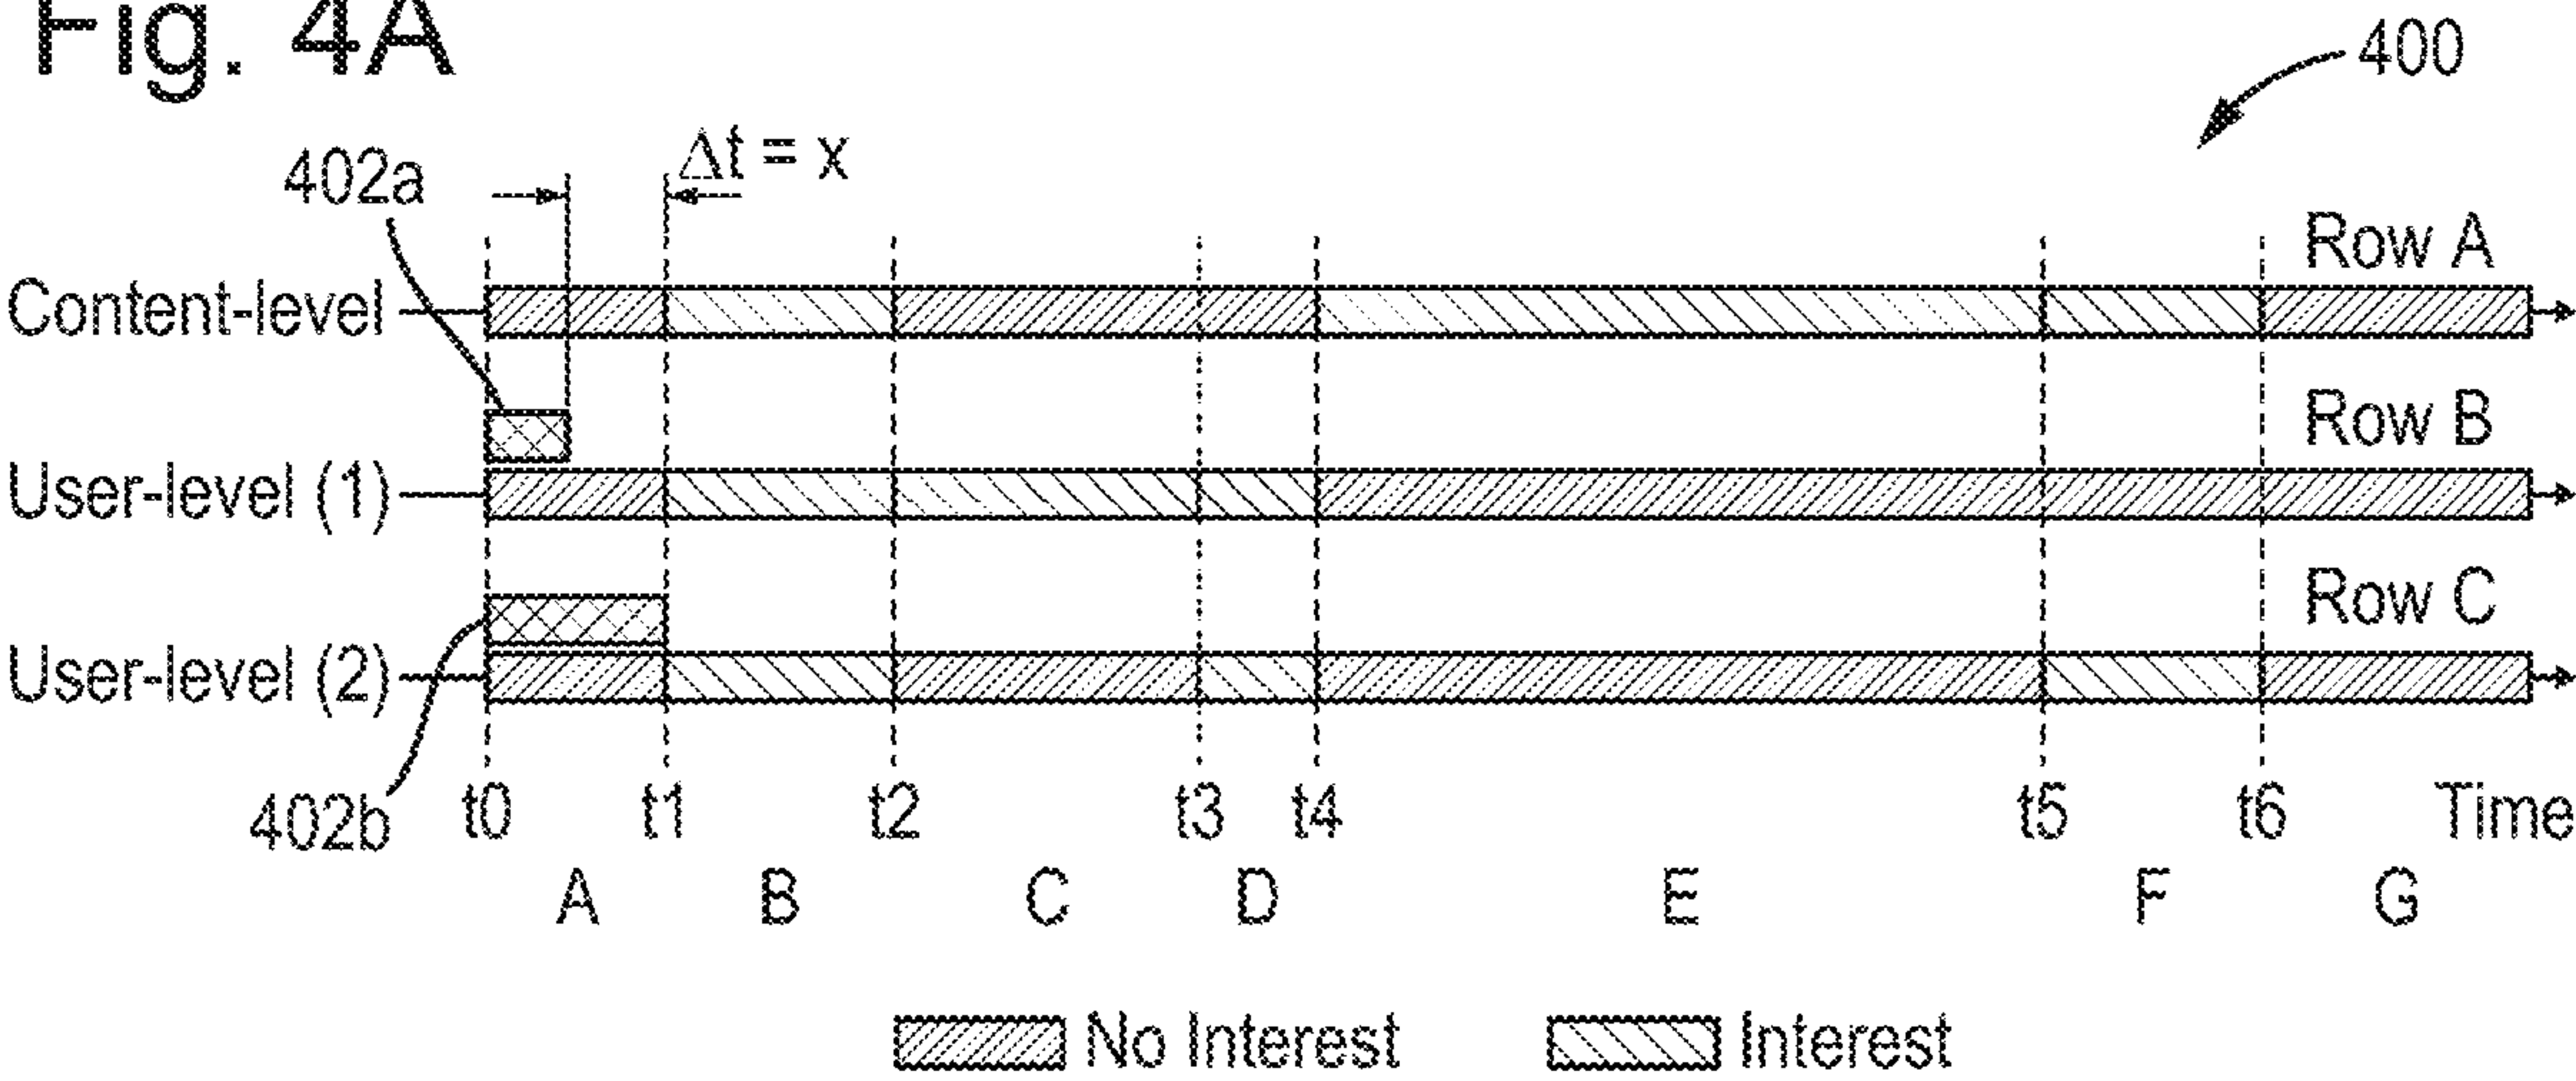 Fig. 4A
400
Δt = x
402a
Row A
Content-level
Row B
User-level (1)
Row C
User-level (2)
402b
t0 t1 t2 t3 t4 t5 t6 Time
A B C D E F G
No Interest Interest